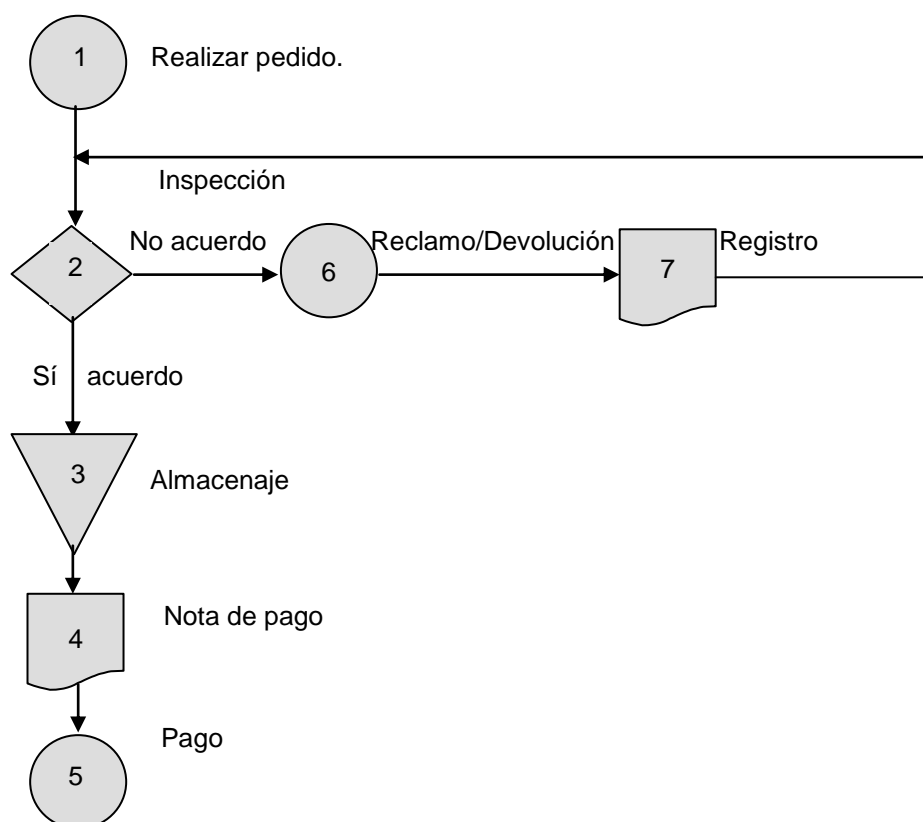 1 Realizar pedido.
Inspección
2 No acuerdo 6 Reclamo/Devolución 7 Registro
Sí acuerdo
3 Almacenaje
Nota de pago
4
Pago
5